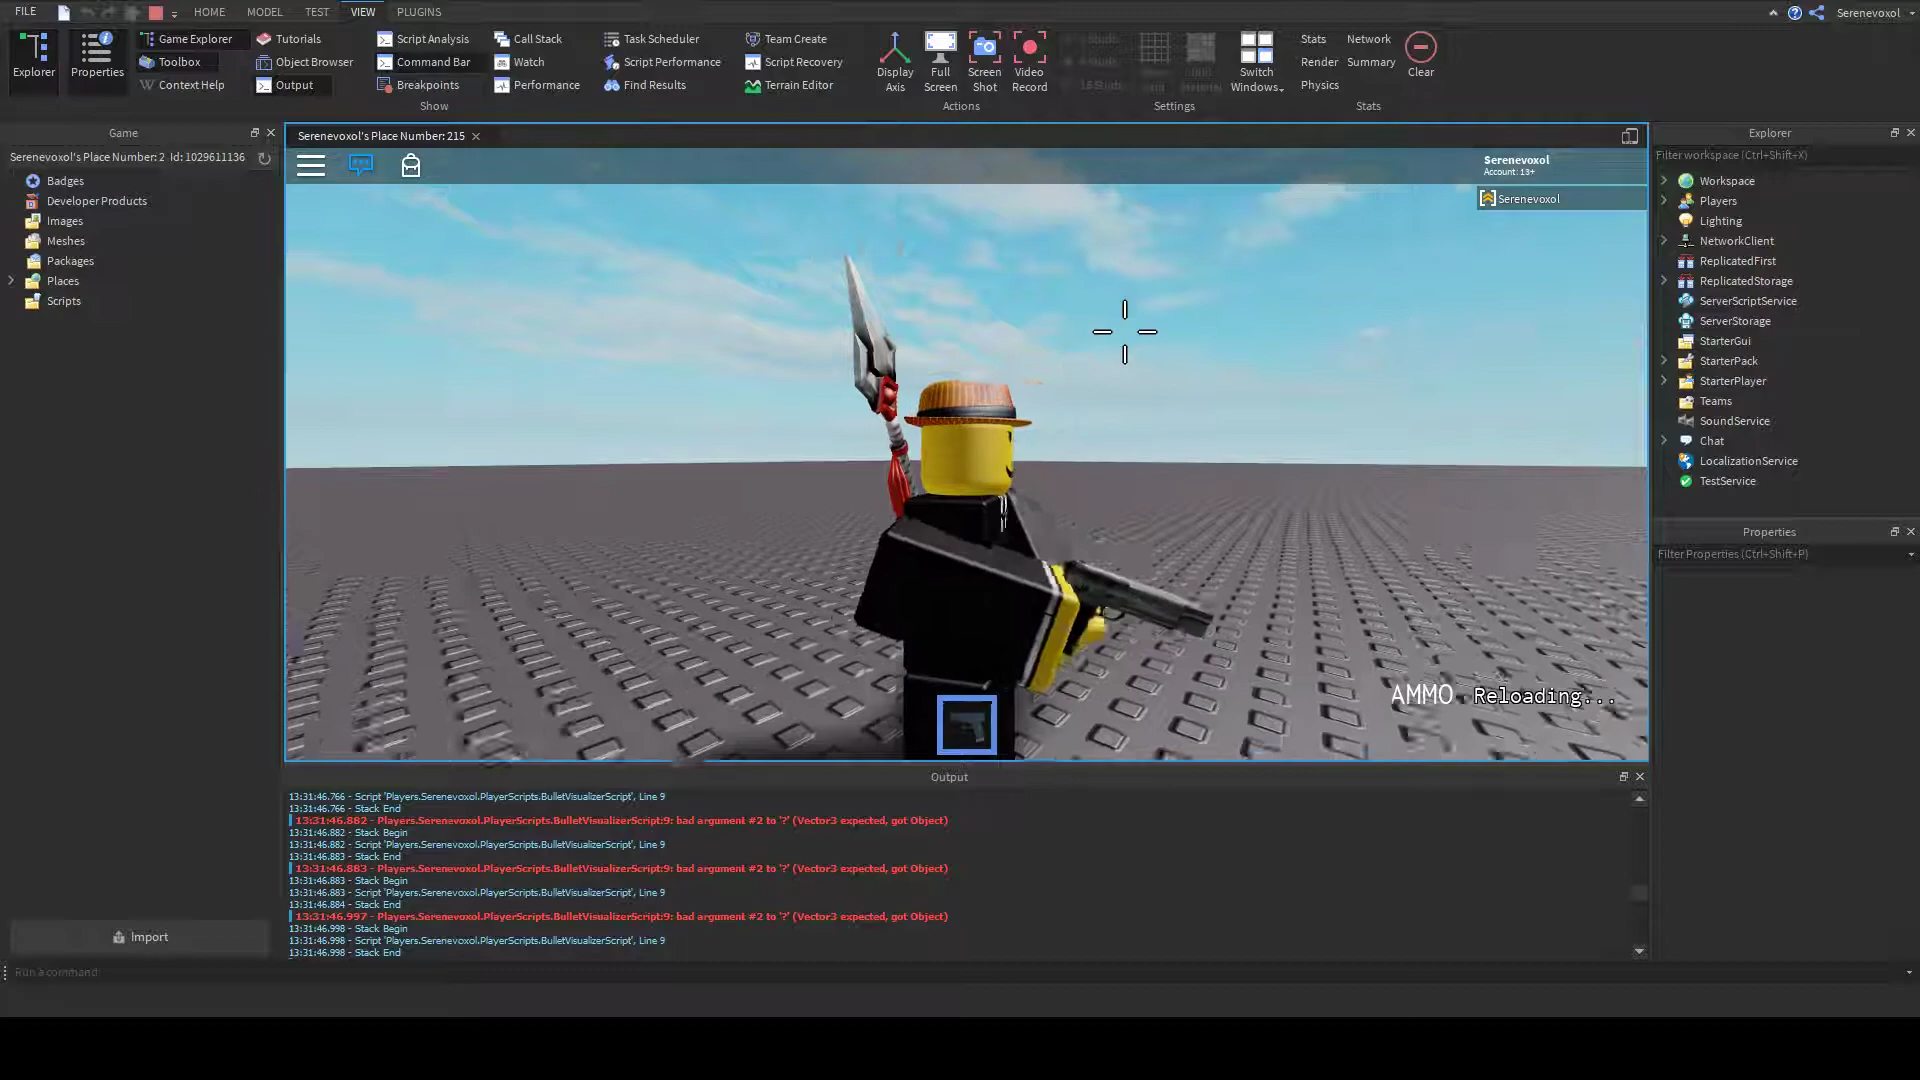 FILE
HOME
MODEL
TEST
VIEW
PLUGINS
Serenevoxol
Explorer
Properties
Game Explorer
Toolbox
Context Help
Tutorials
Object Browser
Output
Script Analysis
Command Bar
Breakpoints
Call Stack
Watch
Performance
Task Scheduler
Script Performance
Find Results
Team Create
Script Recovery
Terrain Editor
Show
Display Axis
Full Screen
Screen Shot
Video Record
Actions
Switch Windows
Settings
Stats
Network
Render
Summary
Physics
Clear
Stats
Game
Serenevoxol's Place Number: 2 Id: 1029611136
Badges
Developer Products
Images
Meshes
Packages
Places
Scripts
Import
Serenevoxol's Place Number: 215
Serenevoxol
Account: 13+
Serenevoxol
AMMO
Reloading...
Output
13:31:46.766 - Script 'Players.Serenevoxol.PlayerScripts.BulletVisualizerScript', Line 9
13:31:46.766 - Stack End
13:31:46.882 - Players.Serenevoxol.PlayerScripts.BulletVisualizerScript:9: bad argument #2 to '?' (Vector3 expected, got Object)
13:31:46.882 - Stack Begin
13:31:46.882 - Script 'Players.Serenevoxol.PlayerScripts.BulletVisualizerScript', Line 9
13:31:46.883 - Stack End
13:31:46.883 - Players.Serenevoxol.PlayerScripts.BulletVisualizerScript:9: bad argument #2 to '?' (Vector3 expected, got Object)
13:31:46.883 - Stack Begin
13:31:46.883 - Script 'Players.Serenevoxol.PlayerScripts.BulletVisualizerScript', Line 9
13:31:46.884 - Stack End
13:31:46.997 - Players.Serenevoxol.PlayerScripts.BulletVisualizerScript:9: bad argument #2 to '?' (Vector3 expected, got Object)
13:31:46.998 - Stack Begin
13:31:46.998 - Script 'Players.Serenevoxol.PlayerScripts.BulletVisualizerScript', Line 9
13:31:46.998 - Stack End
Run a command
Explorer
Filter workspace (Ctrl+Shift+X)
Workspace
Players
Lighting
NetworkClient
ReplicatedFirst
ReplicatedStorage
ServerScriptService
ServerStorage
StarterGui
StarterPack
StarterPlayer
Teams
SoundService
Chat
LocalizationService
TestService
Properties
Filter Properties (Ctrl+Shift+P)